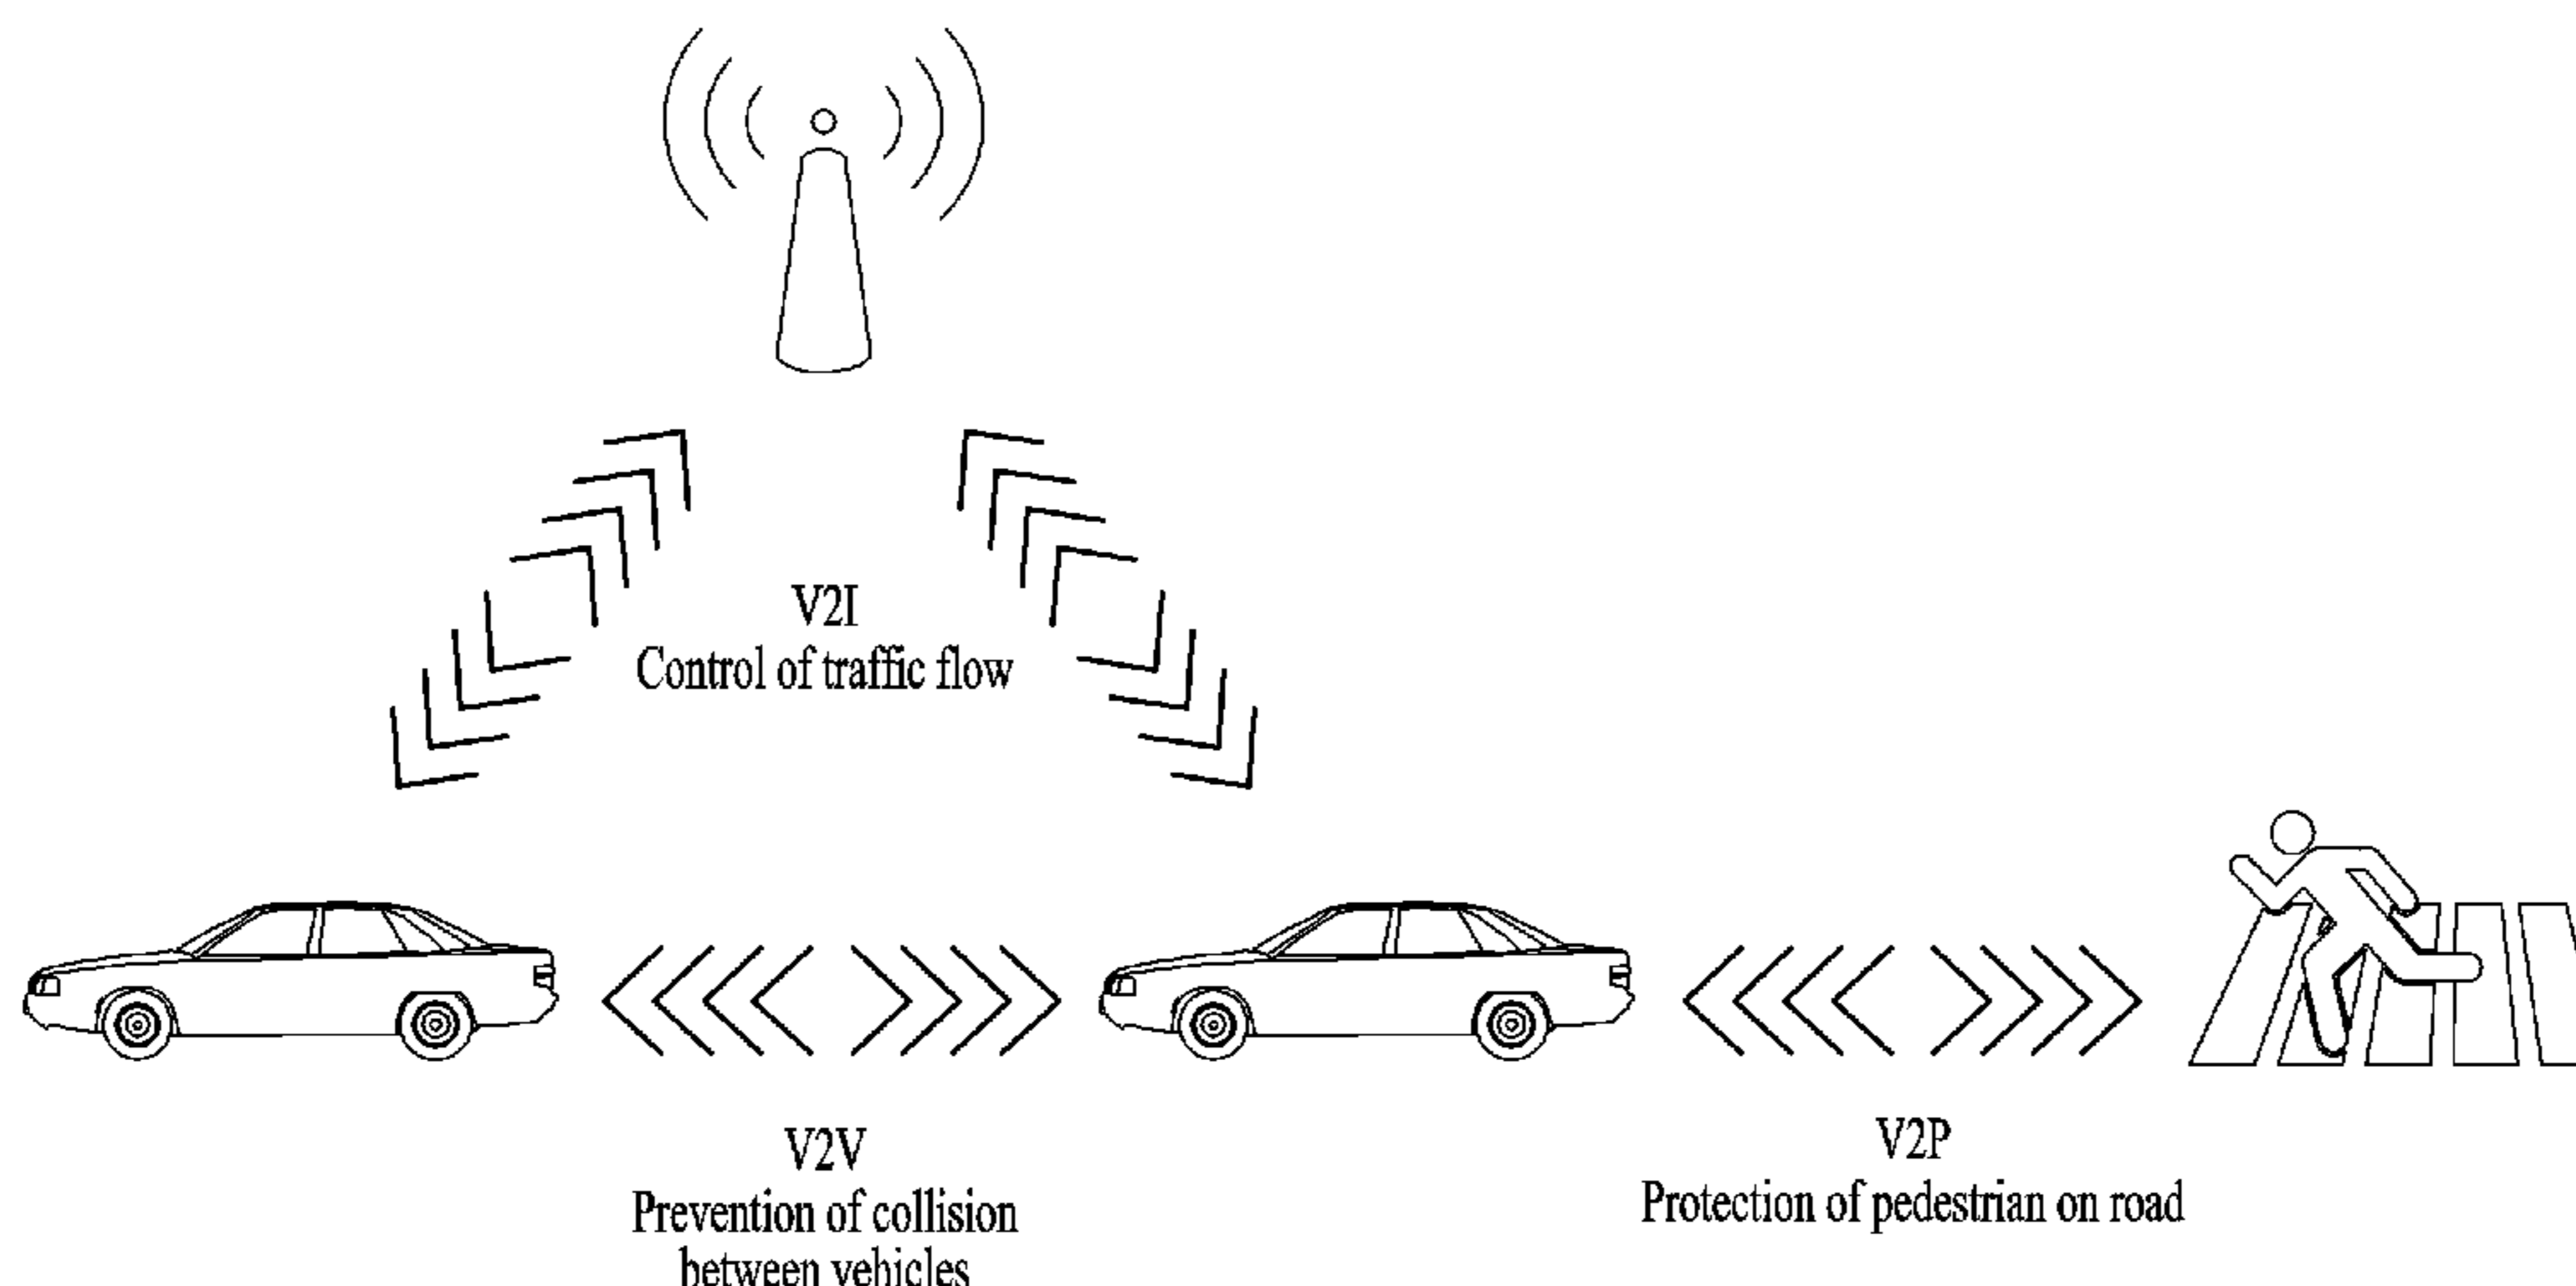 V2I
Control of traffic flow
V2V
Prevention of collision
between vehicles
V2P
Protection of pedestrian on road